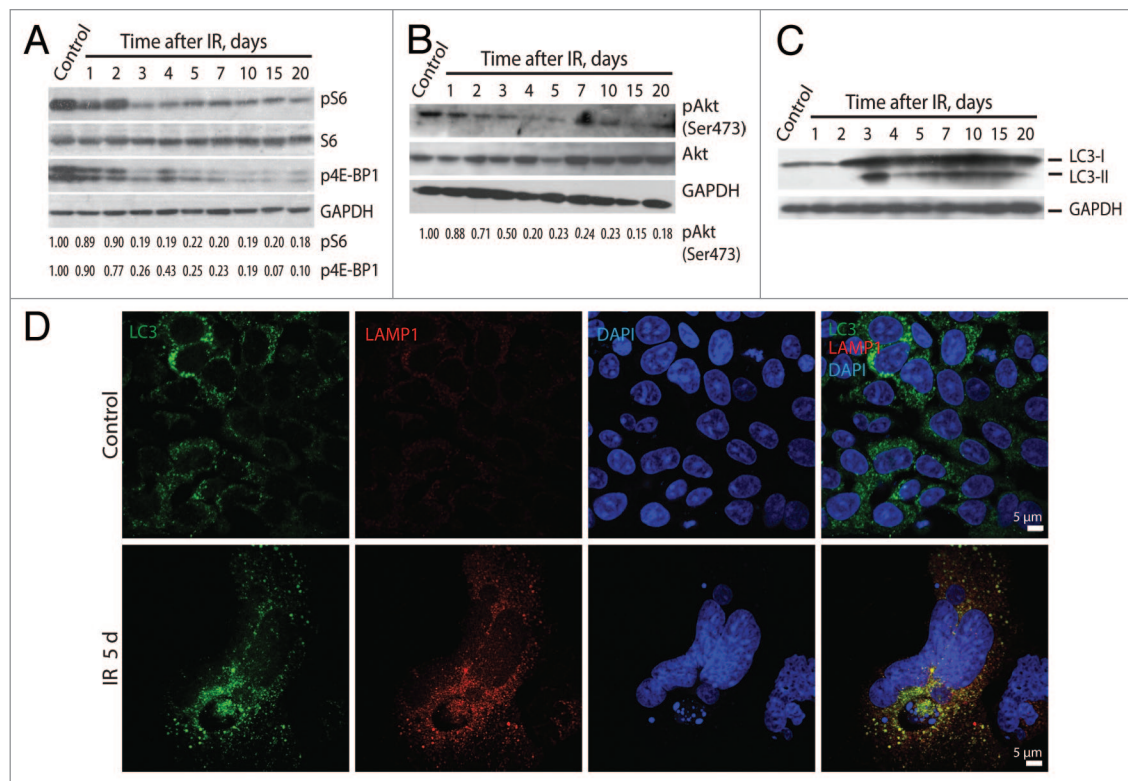 A
Control
Time after IR, days
1 2 3 4 5 7 10 15 20
pS6
S6
p4E-BP1
GAPDH
1.00 0.89 0.90 0.19 0.19 0.22 0.20 0.19 0.20 0.18 pS6
1.00 0.90 0.77 0.26 0.43 0.25 0.23 0.19 0.07 0.10 p4E-BP1
B
Control
Time after IR, days
1 2 3 4 5 7 10 15 20
pAkt
(Ser473)
Akt
GAPDH
1.00 0.88 0.71 0.50 0.20 0.23 0.24 0.23 0.15 0.18 pAkt
(Ser473)
C
Control
Time after IR, days
1 2 3 4 5 7 10 15 20
LC3-I
LC3-II
GAPDH
D
Control
LC3
LAMP1
DAPI
LC3
LAMP1
DAPI
5 µm
IR 5 d
5 µm